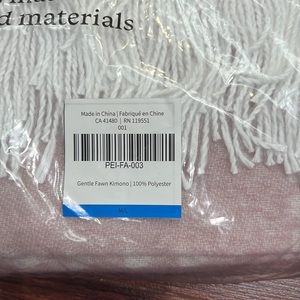 d materials
Made in China | Fabriqué en Chine
CA 41480 | RN 119551
001
PEI-FA-003
Gentle Fawn Kimono | 100% Polyester